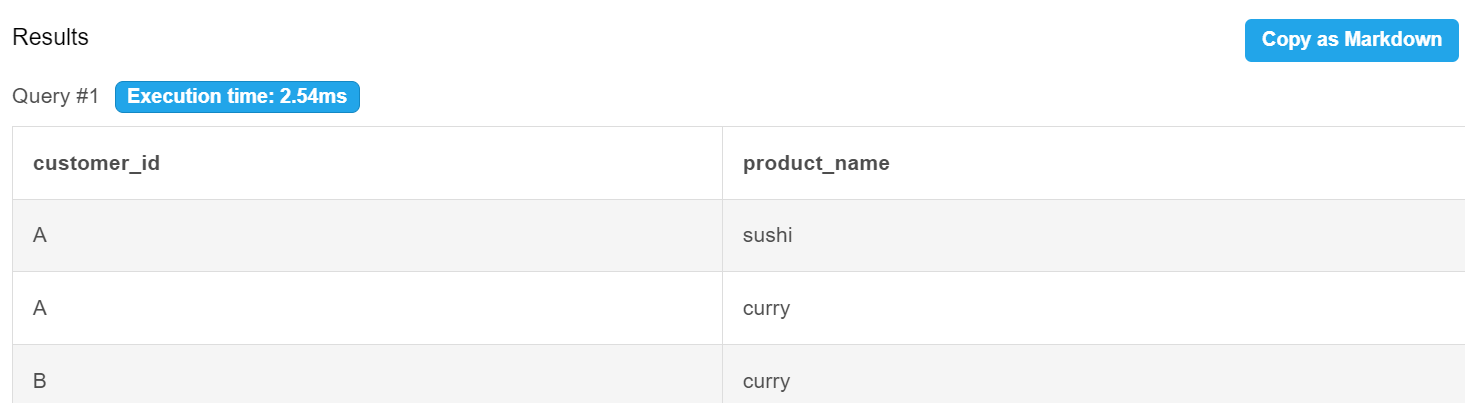 Results
Copy as Markdown
Query #1 Execution time: 2.54ms
customer_id product_name
A sushi
A curry
B curry